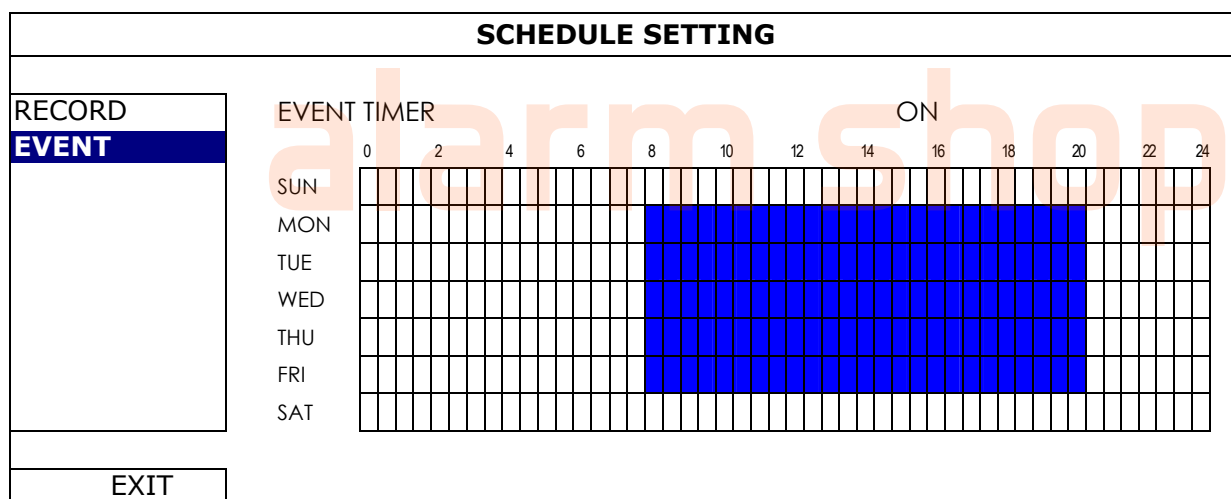 SCHEDULE SETTING
alarm shop
RECORD
EVENT
EVENT TIMER ON
0 2 4 6 8 10 12 14 16 18 20 22 24
SUN
MON
TUE
WED
THU
FRI
SAT
EXIT